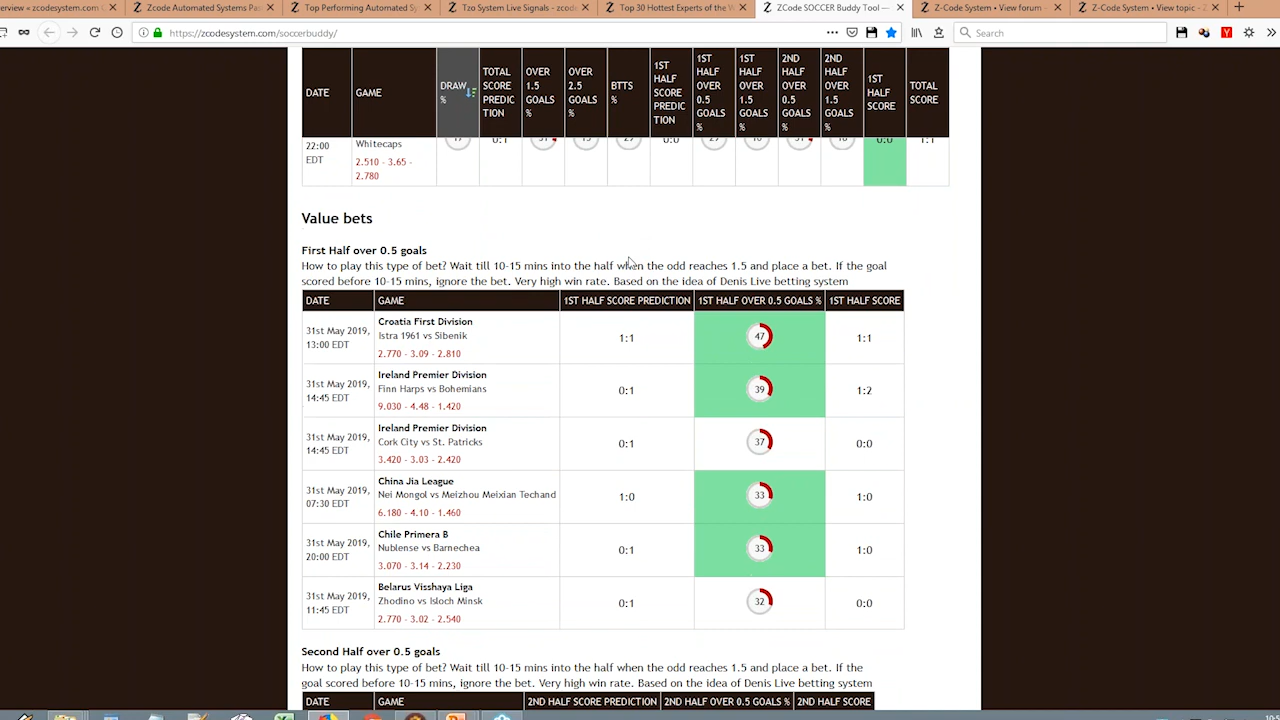 erview « zcodesystem.com
Zcode Automated Systems Pas
Top Performing Automated Sy
Tzo System Live Signals - zcode
Top 30 Hottest Experts of the W
ZCode SOCCER Buddy Tool —
Z-Code System • View forum -
Z-Code System • View topic - Z
https://zcodesystem.com/soccerbuddy/
Search
DATE GAME DRAW % TOTAL SCORE PREDIC TION OVER 1.5 GOALS % OVER 2.5 GOALS % BTTS % 1ST HALF SCORE PREDIC TION 1ST HALF OVER 0.5 GOALS % 1ST HALF OVER 1.5 GOALS % 2ND HALF OVER 0.5 GOALS % 2ND HALF OVER 1.5 GOALS % 1ST HALF SCORE TOTAL SCORE
22:00 EDT
Whitecaps
2.510 - 3.65 -
2.780
Value bets
First Half over 0.5 goals
How to play this type of bet? Wait till 10-15 mins into the half when the odd reaches 1.5 and place a bet. If the goal
scored before 10-15 mins, ignore the bet. Very high win rate. Based on the idea of Denis Live betting system
DATE GAME 1ST HALF SCORE PREDICTION 1ST HALF OVER 0.5 GOALS % 1ST HALF SCORE
31st May 2019,
13:00 EDT
Croatia First Division
Istra 1961 vs Sibenik
2.770 - 3.09 - 2.810
1:1 47 1:1
31st May 2019,
14:45 EDT
Ireland Premier Division
Finn Harps vs Bohemians
9.030 - 4.48 - 1.420
0:1 39 1:2
31st May 2019,
14:45 EDT
Ireland Premier Division
Cork City vs St. Patricks
3.420 - 3.03 - 2.420
0:1 37 0:0
31st May 2019,
07:30 EDT
China Jia League
Nei Mongol vs Meizhou Meixian Techand
6.180 - 4.10 - 1.460
1:0 33 1:0
31st May 2019,
20:00 EDT
Chile Primera B
Nublense vs Barnechea
3.070 - 3.14 - 2.230
0:1 33 1:0
31st May 2019,
11:45 EDT
Belarus Visshaya Liga
Zhodino vs Isloch Minsk
2.770 - 3.02 - 2.540
0:1 32 0:0
Second Half over 0.5 goals
How to play this type of bet? Wait till 10-15 mins into the half when the odd reaches 1.5 and place a bet. If the
goal scored before 10-15 mins, ignore the bet. Very high win rate. Based on the idea of Denis Live betting system
DATE GAME 2ND HALF SCORE PREDICTION 2ND HALF OVER 0.5 GOALS % 2ND HALF SCORE